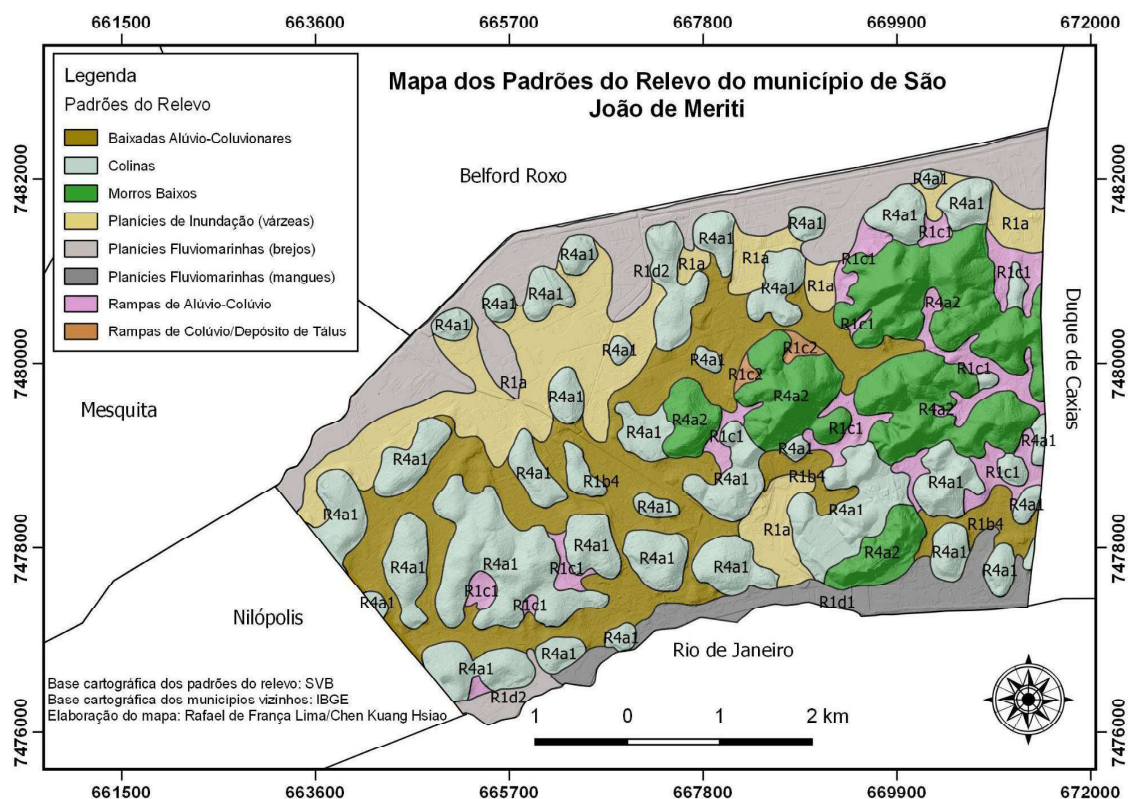 661500 663600 665700 667800 669900 672000
Mapa dos Padrões do Relevo do município de São
João de Meriti
Legenda
Padrões do Relevo
Baixadas Alúvio-Coluvionares
Colinas
Morros Baixos
Planícies de Inundação (várzeas)
Planícies Fluviomarinhas (brejos)
Planícies Fluviomarinhas (mangues)
Rampas de Alúvio-Colúvio
Rampas de Colúvio/Depósito de Tálus
7482000 7482000
Belford Roxo
R4a1
R4a1 R4a1
R4a1 R4a1 R1c1 R1a
R4a1 R1d2 R1a R1a R1c1 R1c1
R4a1 R4a1 R4a1 R1a R4a2
R4a1 R1c1
Duque de Caxias
7480000 7480000
R4a1 R4a1 R1c2
R1a R1c2 R1c1
Mesquita
R4a1 R4a2 R4a2 R4a2
R4a1 R1c1 R1c1 R4a1
R4a1 R4a1 R4a1
R1b4 R4a1 R1b4 R4a1 R1c1
R4a1 R4a1 R4a1 R4a1
R1a R1b4
7478000 7478000
R4a1 R4a1 R4a1 R4a1 R4a2 R4a1
R4a1 R1c1 R4a1
R1c1 R1c1
R4a1 R1d1
Nilópolis
R4a1
Rio de Janeiro
R4a1 R4a1
R1d2
Base cartográfica dos padrões do relevo: SVB
Base cartográfica dos municípios vizinhos: IBGE
Elaboração do mapa: Rafael de França Lima/Chen Kuang Hsiao
1 0 1 2 km
7476000 7476000
661500 663600 665700 667800 669900 672000